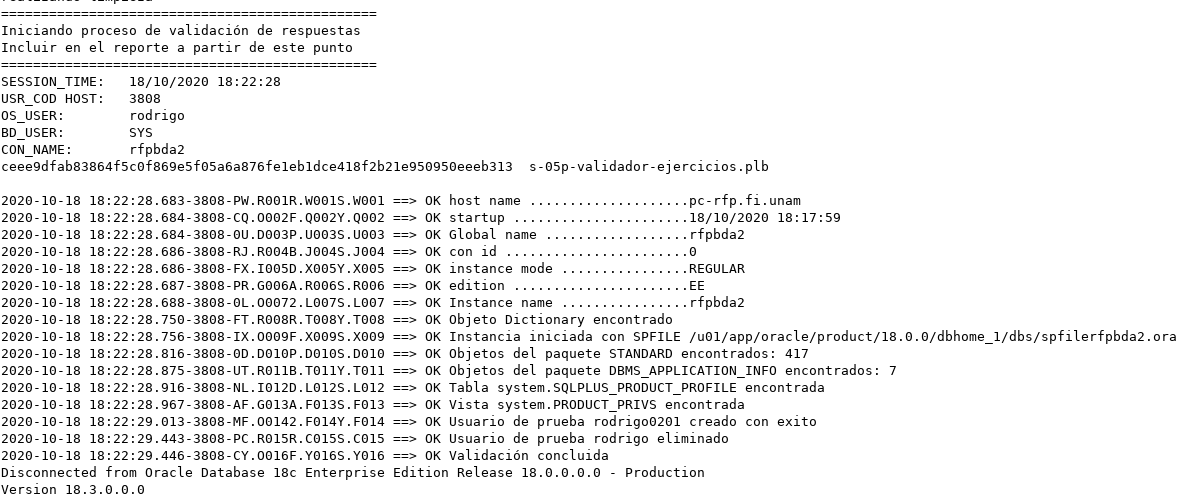 ==============================================
Iniciando proceso de validación de respuestas
Incluir en el reporte a partir de este punto
==============================================
SESSION_TIME:   18/10/2020 18:22:28
USR_COD HOST:   3808
OS_USER:        rodrigo
BD_USER:        SYS
CON_NAME:       rfpbda2
ceee9dfab83864f5c0f869e5f05a6a876fe1eb1dce418f2b21e950950eeeb313  s-05p-validador-ejercicios.plb
2020-10-18 18:22:28.683-3808-PW.R001R.W001S.W001 ==> OK host name ....................pc-rfp.fi.unam
2020-10-18 18:22:28.684-3808-CQ.O002F.Q002Y.Q002 ==> OK startup ......................18/10/2020 18:17:59
2020-10-18 18:22:28.684-3808-0U.D003P.U003S.U003 ==> OK Global name ..................rfpbda2
2020-10-18 18:22:28.686-3808-RJ.R004B.J004S.J004 ==> OK con id .......................0
2020-10-18 18:22:28.686-3808-FX.I005D.X005Y.X005 ==> OK instance mode ................REGULAR
2020-10-18 18:22:28.687-3808-PR.G006A.R006S.R006 ==> OK edition ......................EE
2020-10-18 18:22:28.688-3808-0L.O0072.L007S.L007 ==> OK Instance name ................rfpbda2
2020-10-18 18:22:28.750-3808-FT.R008R.T008Y.T008 ==> OK Objeto Dictionary encontrado
2020-10-18 18:22:28.756-3808-IX.O009F.X009S.X009 ==> OK Instancia iniciada con SPFILE /u01/app/oracle/product/18.0.0/dbhome_1/dbs/spfilerfpbda2.ora
2020-10-18 18:22:28.816-3808-0D.D010P.D010S.D010 ==> OK Objetos del paquete STANDARD encontrados: 417
2020-10-18 18:22:28.875-3808-UT.R011B.T011Y.T011 ==> OK Objetos del paquete DBMS_APPLICATION_INFO encontrados: 7
2020-10-18 18:22:28.916-3808-NL.I012D.L012S.L012 ==> OK Tabla system.SQLPLUS_PRODUCT_PROFILE encontrada
2020-10-18 18:22:28.967-3808-AF.G013A.F013S.F013 ==> OK Vista system.PRODUCT_PRIVS encontrada
2020-10-18 18:22:29.013-3808-MF.O0142.F014Y.F014 ==> OK Usuario de prueba rodrigo0201 creado con exito
2020-10-18 18:22:29.443-3808-PC.R015R.C015S.C015 ==> OK Usuario de prueba rodrigo eliminado
2020-10-18 18:22:29.446-3808-CY.O016F.Y016S.Y016 ==> OK Validación concluida
Disconnected from Oracle Database 18c Enterprise Edition Release 18.0.0.0.0 - Production
Version 18.3.0.0.0